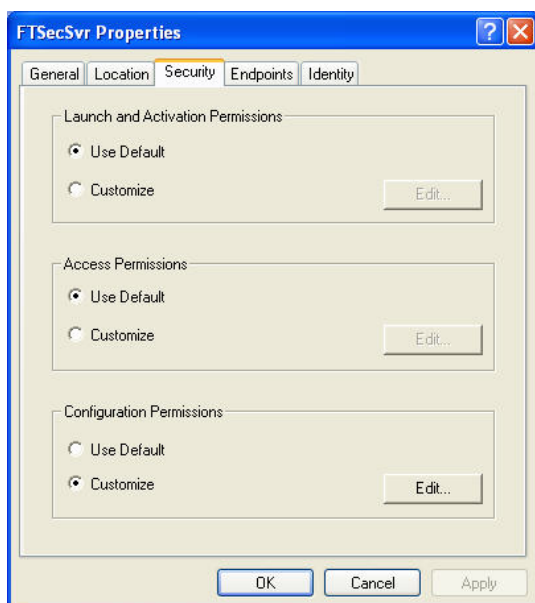 FTSecSvr Properties
General Location Security Endpoints Identity
Launch and Activation Permissions
Use Default
Customize
Edit...
Access Permissions
Use Default
Customize
Edit...
Configuration Permissions
Use Default
Customize
Edit...
OK Cancel Apply